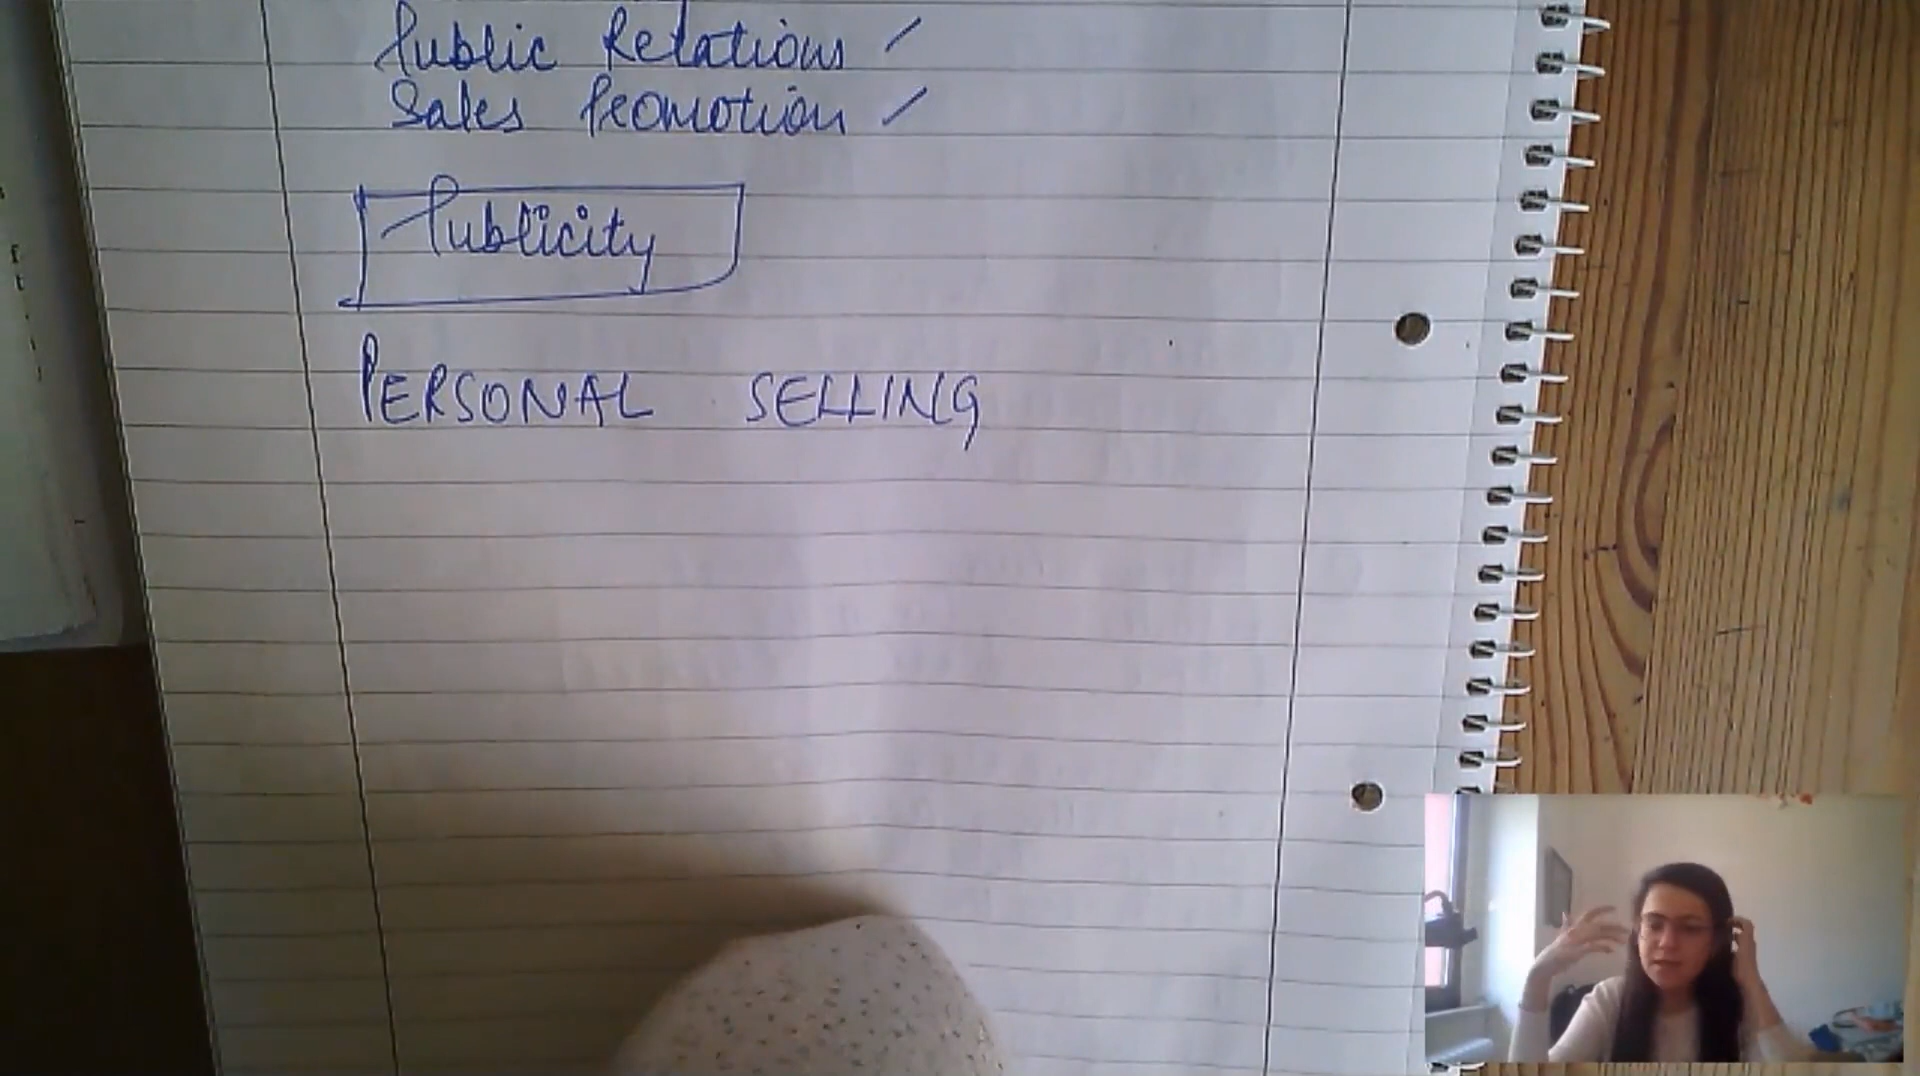 Public Relations
Sales Promotion
Publicity
PERSONAL SELLING